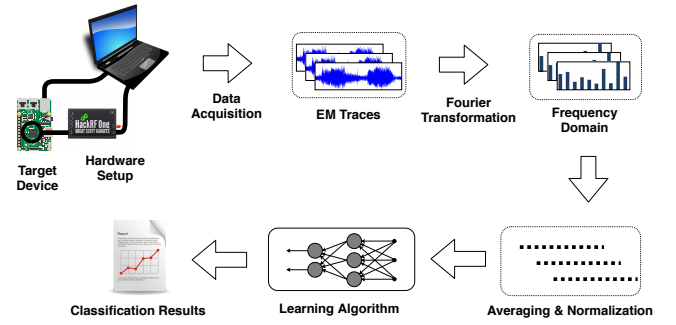 HackRF One
GREAT SCOTT GADGETS
Target
Device
Hardware
Setup
Data
Acquisition
EM Traces
Fourier
Transformation
Frequency
Domain
Averaging & Normalization
Learning Algorithm
Report
Classification Results